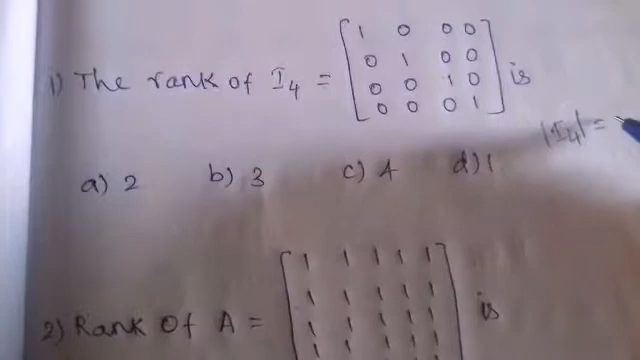 1) The rank of I4 = [1 0 0 0
0 1 0 0
0 0 1 0
0 0 0 1] is
|I4| =
a) 2 b) 3 c) 4 d) 1
2) Rank Of A = [1 1 1 1 1
1 1 1 1 1
1 1 1 1 1
1 1 1 1 1] is